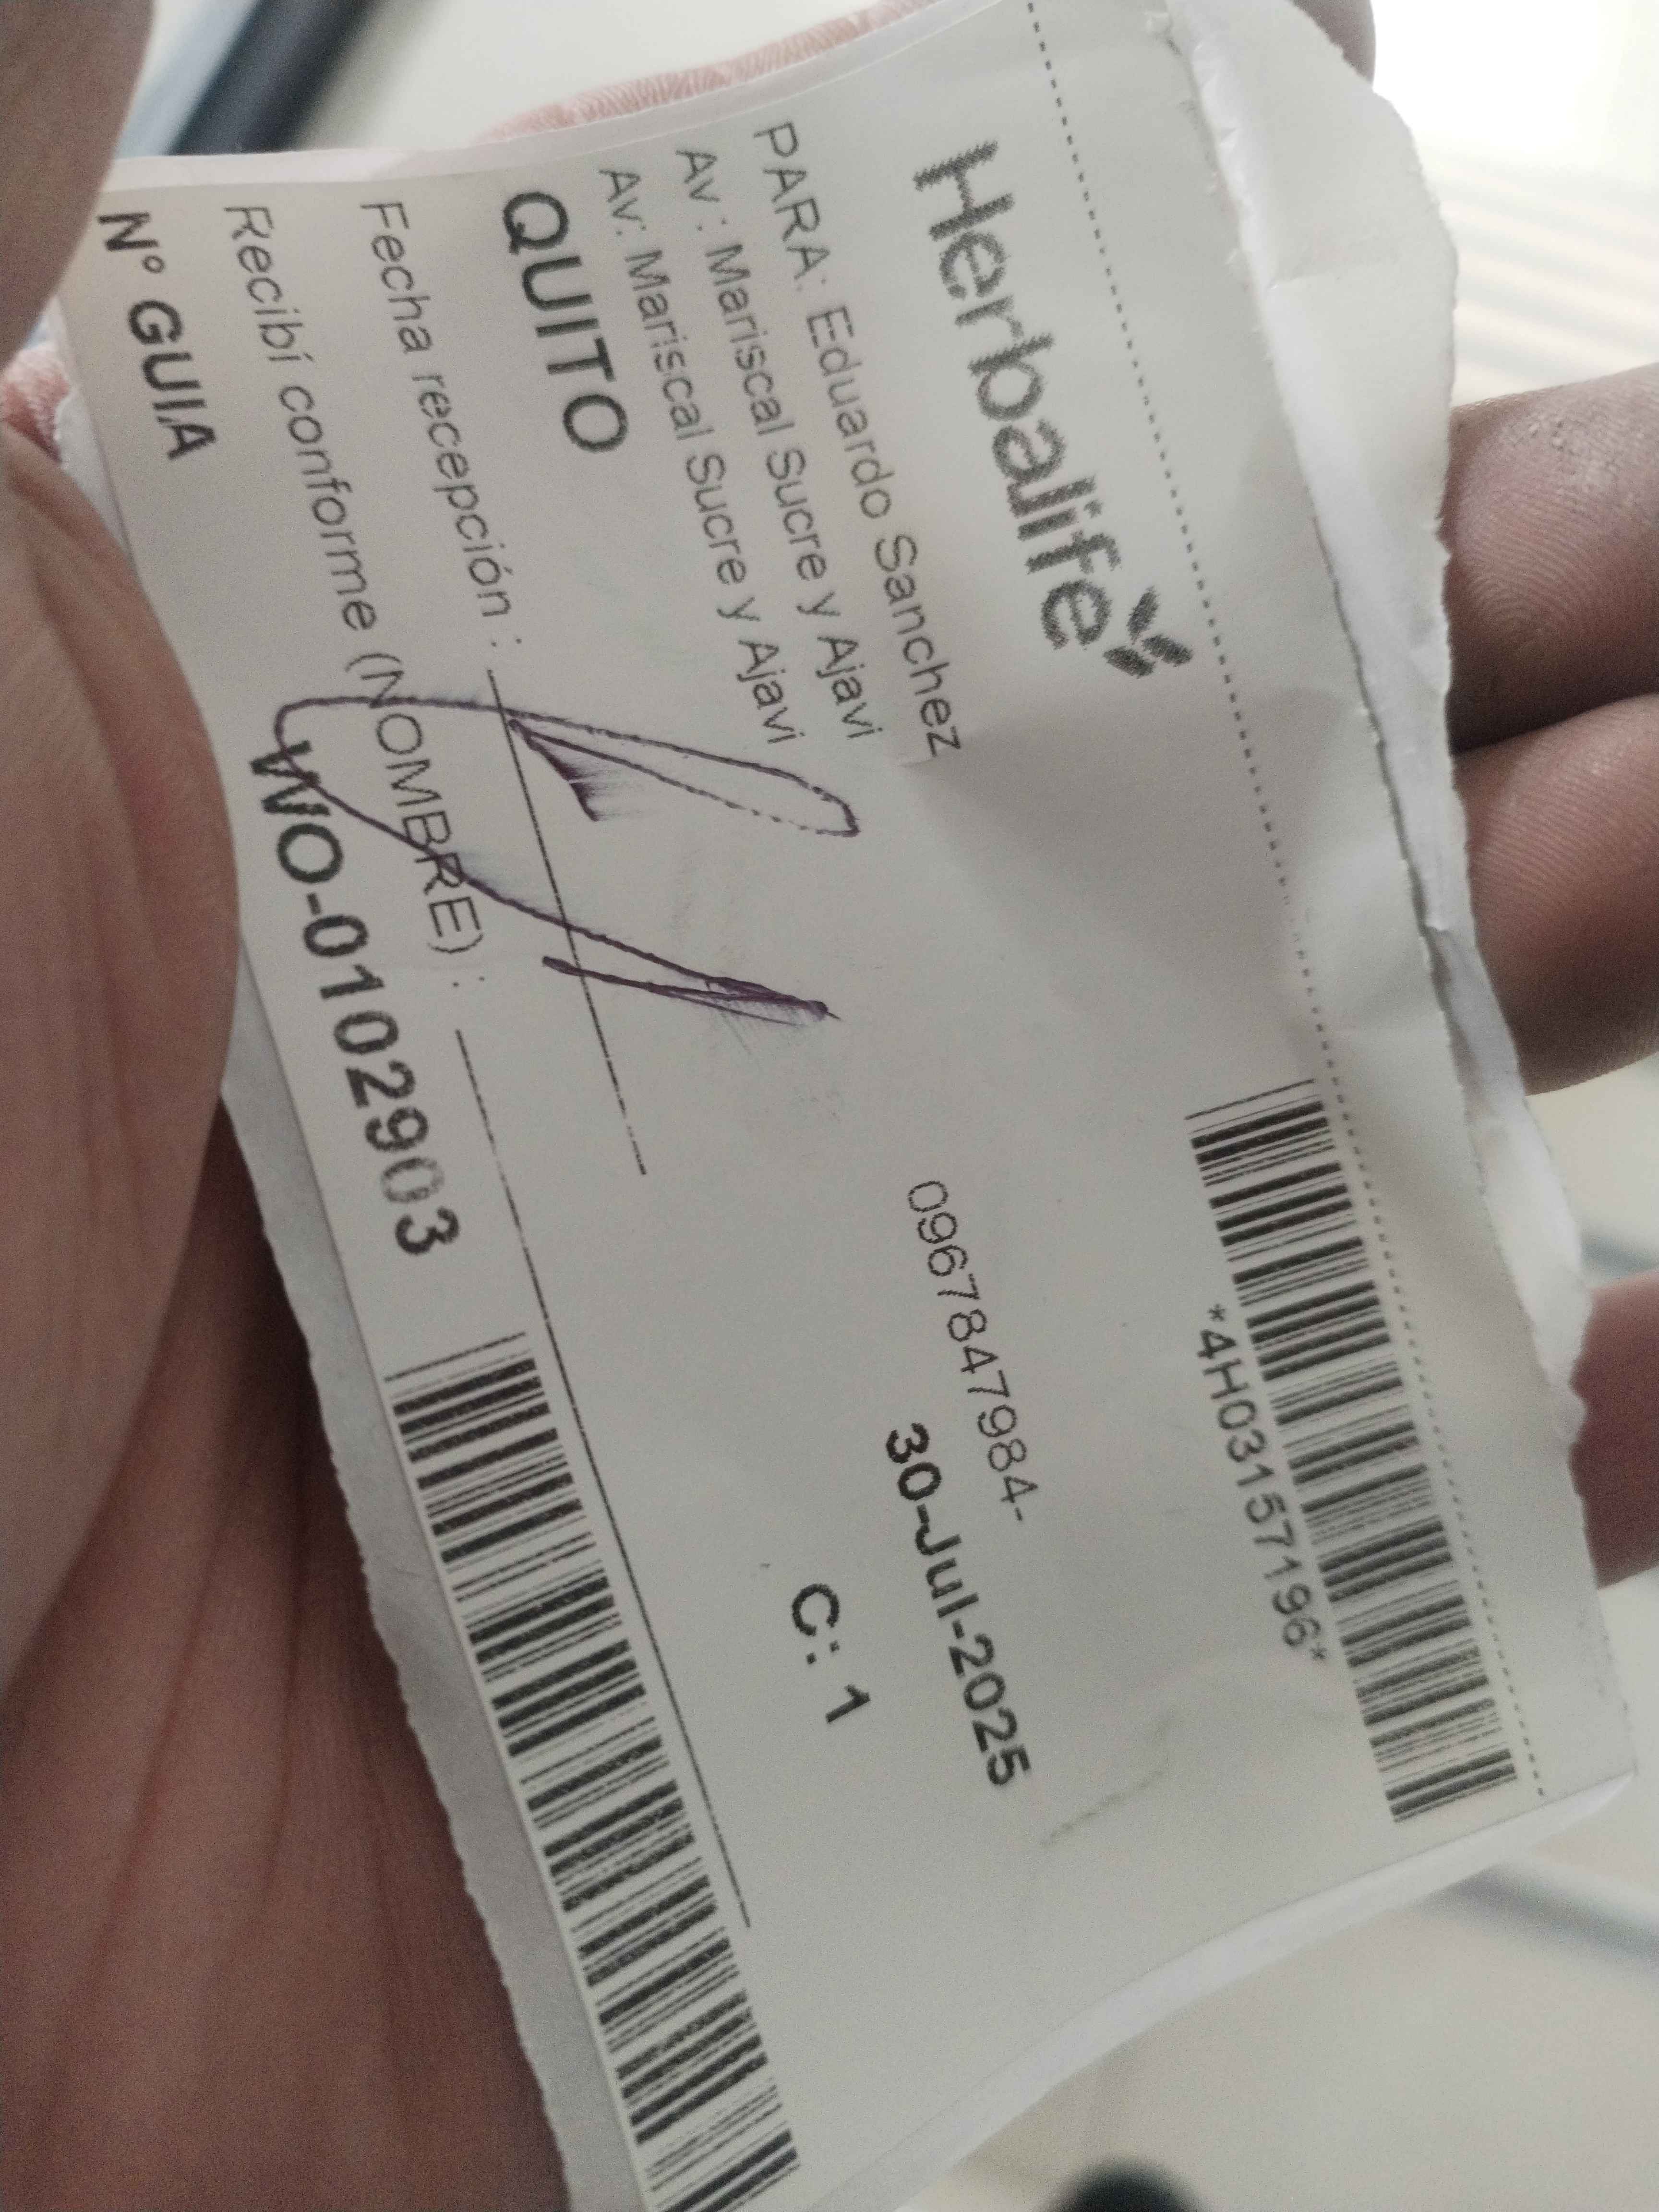 Herbalife
*4H03157196*
PARA: Eduardo Sanchez
0967847984-
Av : Mariscal Sucre y Ajavi
30-Jul-2025
Av: Mariscal Sucre y Ajavi
QUITO
C: 1
Fecha recepción :
Recibí conforme (NOMBRE) :
N° GUIA WO-0102903